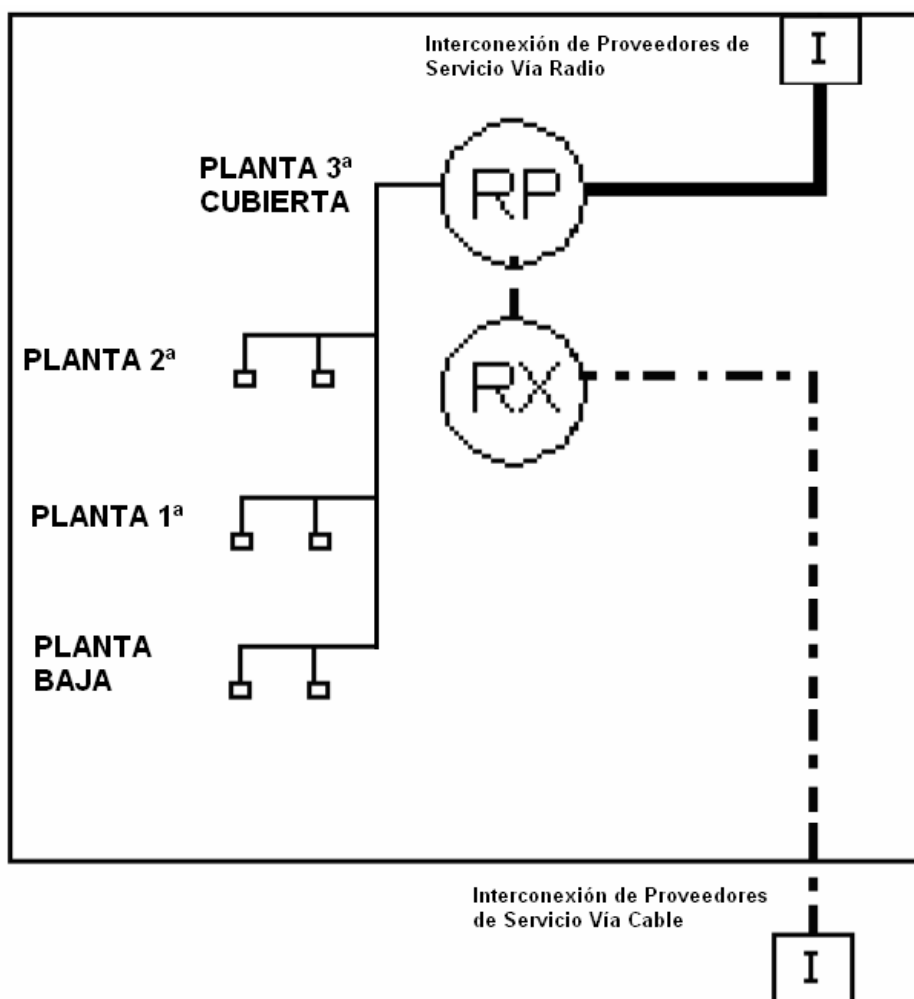 Interconexión de Proveedores de
Servicio Vía Radio
I
PLANTA 3ª
CUBIERTA
RP
PLANTA 2ª
RX
PLANTA 1ª
PLANTA
BAJA
Interconexión de Proveedores
de Servicio Vía Cable
I